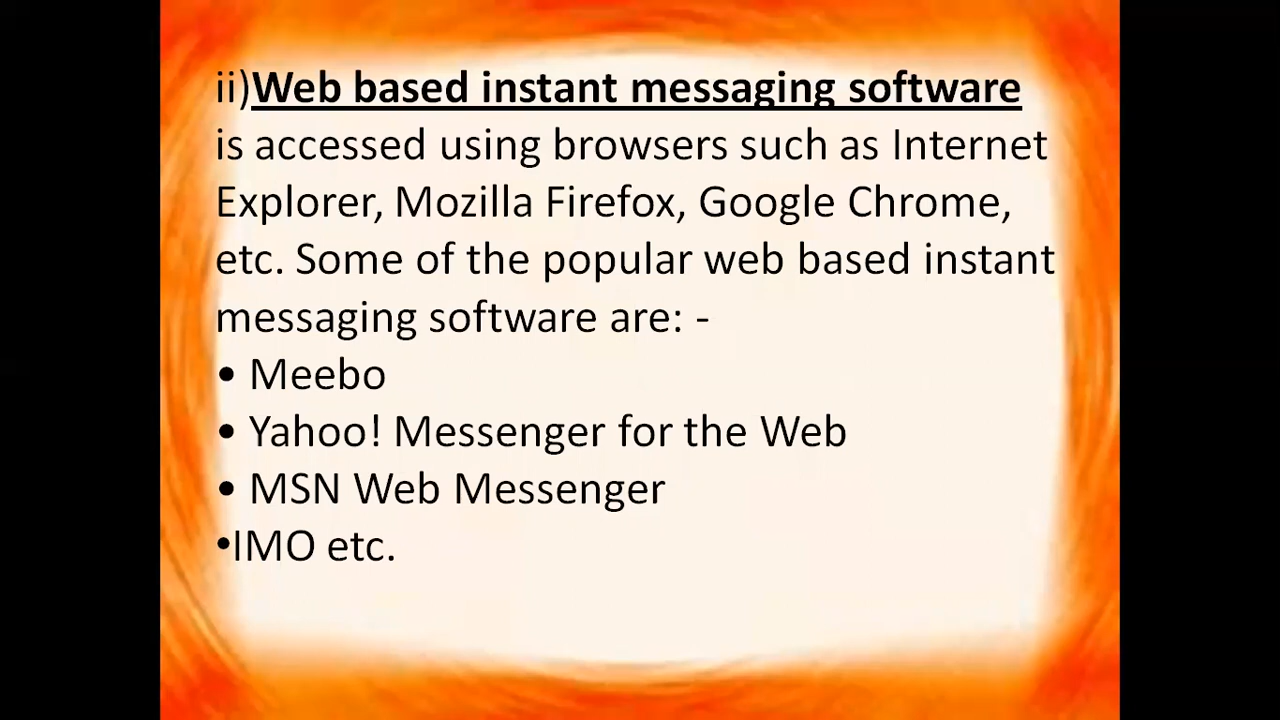 ii)Web based instant messaging software
is accessed using browsers such as Internet
Explorer, Mozilla Firefox, Google Chrome,
etc. Some of the popular web based instant
messaging software are: -
• Meebo
• Yahoo! Messenger for the Web
• MSN Web Messenger
•IMO etc.